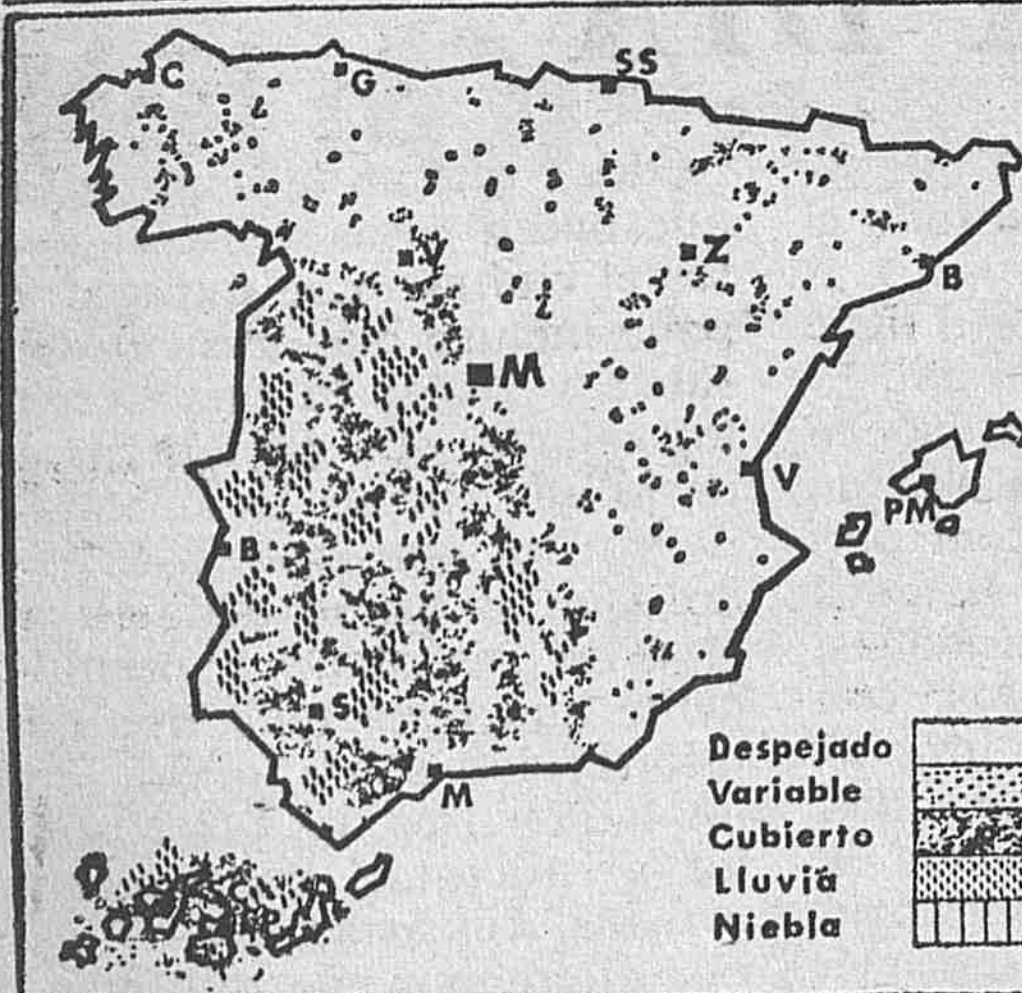 SS
C
G
V
Z
B
M
V
PM
B
S
M
Despejado
Variable
Cubierto
Lluvia
Niebla